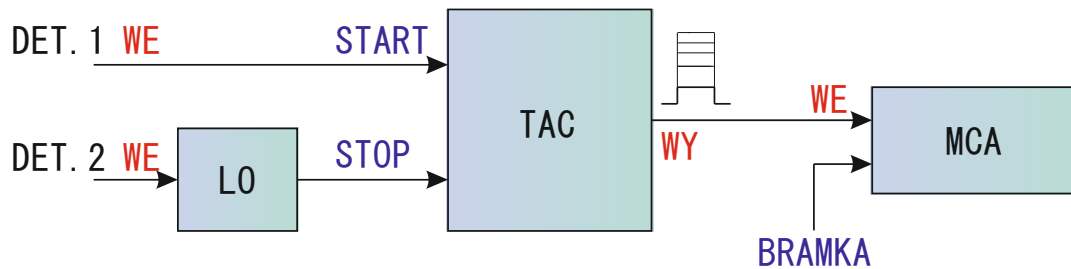 DET.1 WE START
TAC
WE
WY
MCA
DET.2 WE STOP
LO
BRAMKA